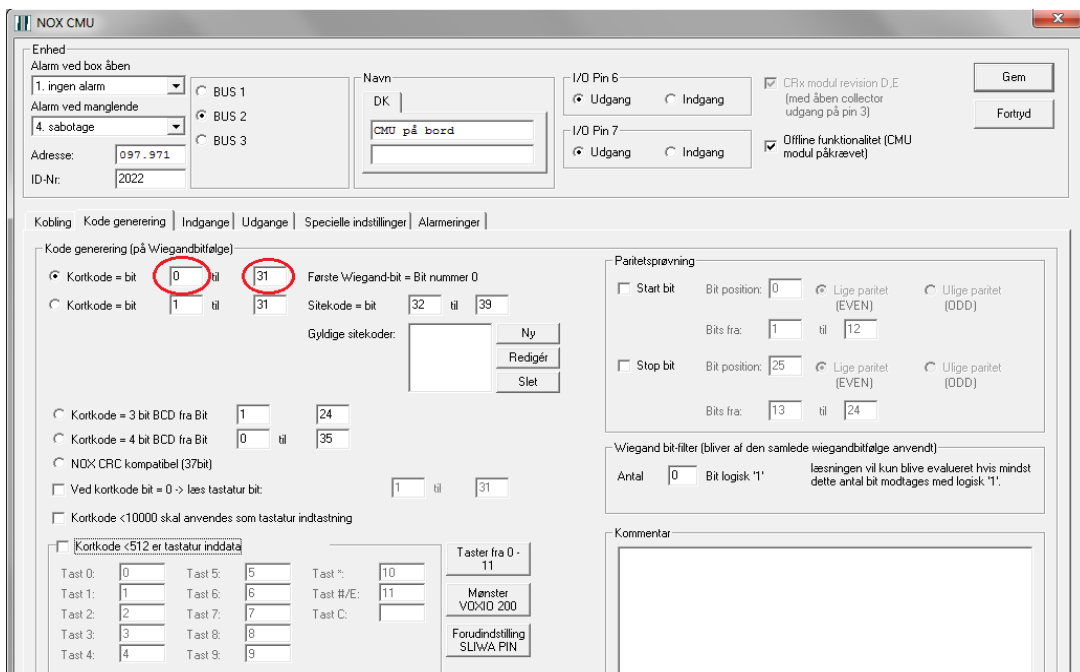 NOX CMU
Enhed
Alarm ved box åben
1. ingen alarm
Alarm ved manglende
4. sabotage
Adresse: 097.971
ID-Nr: 2022
BUS 1
BUS 2
BUS 3
Navn
DK
CMU på bord
I/O Pin 6
Udgang Indgang
I/O Pin 7
Udgang Indgang
CRx modul revision D,E
(med åben collector
udgang på pin 3)
Offline funktionalitet (CMU
modul påkrævet)
Gem
Fortryd
Kobling Kode generering Indgange Udgange Specielle indstillinger Alarmeringer
Kode generering (på Wiegandbitfølge)
Kortkode = bit 0 til 31 Første Wiegand-bit = Bit nummer 0
Kortkode = bit 1 til 31 Sitekode = bit 32 til 39
Gyldige sitekoder:
Ny
Redigér
Slet
Kortkode = 3 bit BCD fra Bit 1 24
Kortkode = 4 bit BCD fra Bit 0 til 35
NOX CRC kompatibel (37bit)
Ved kortkode bit = 0 -> læs tastatur bit: 1 til 31
Kortkode <10000 skal anvendes som tastatur indtastning
Kortkode <512 er tastatur inddata
Tast 0: 0 Tast 5: 5 Tast *: 10
Tast 1: 1 Tast 6: 6 Tast #/E: 11
Tast 2: 2 Tast 7: 7 Tast C:
Tast 3: 3 Tast 8: 8
Tast 4: 4 Tast 9: 9
Taster fra 0 -
11
Mønster
VOXIO 200
Forudindstilling
SLIWA PIN
Paritetsprøvning
Start bit Bit position: 0 Lige paritet Ulige paritet
(EVEN) (ODD)
Bits fra: 1 til 12
Stop bit Bit position: 25 Lige paritet Ulige paritet
(EVEN) (ODD)
Bits fra: 13 til 24
Wiegand bit-filter (bliver af den samlede wiegandbitfølge anvendt)
Antal 0 Bit logisk '1'
læsningen vil kun blive evalueret hvis mindst
dette antal bit modtages med logisk '1'.
Kommentar